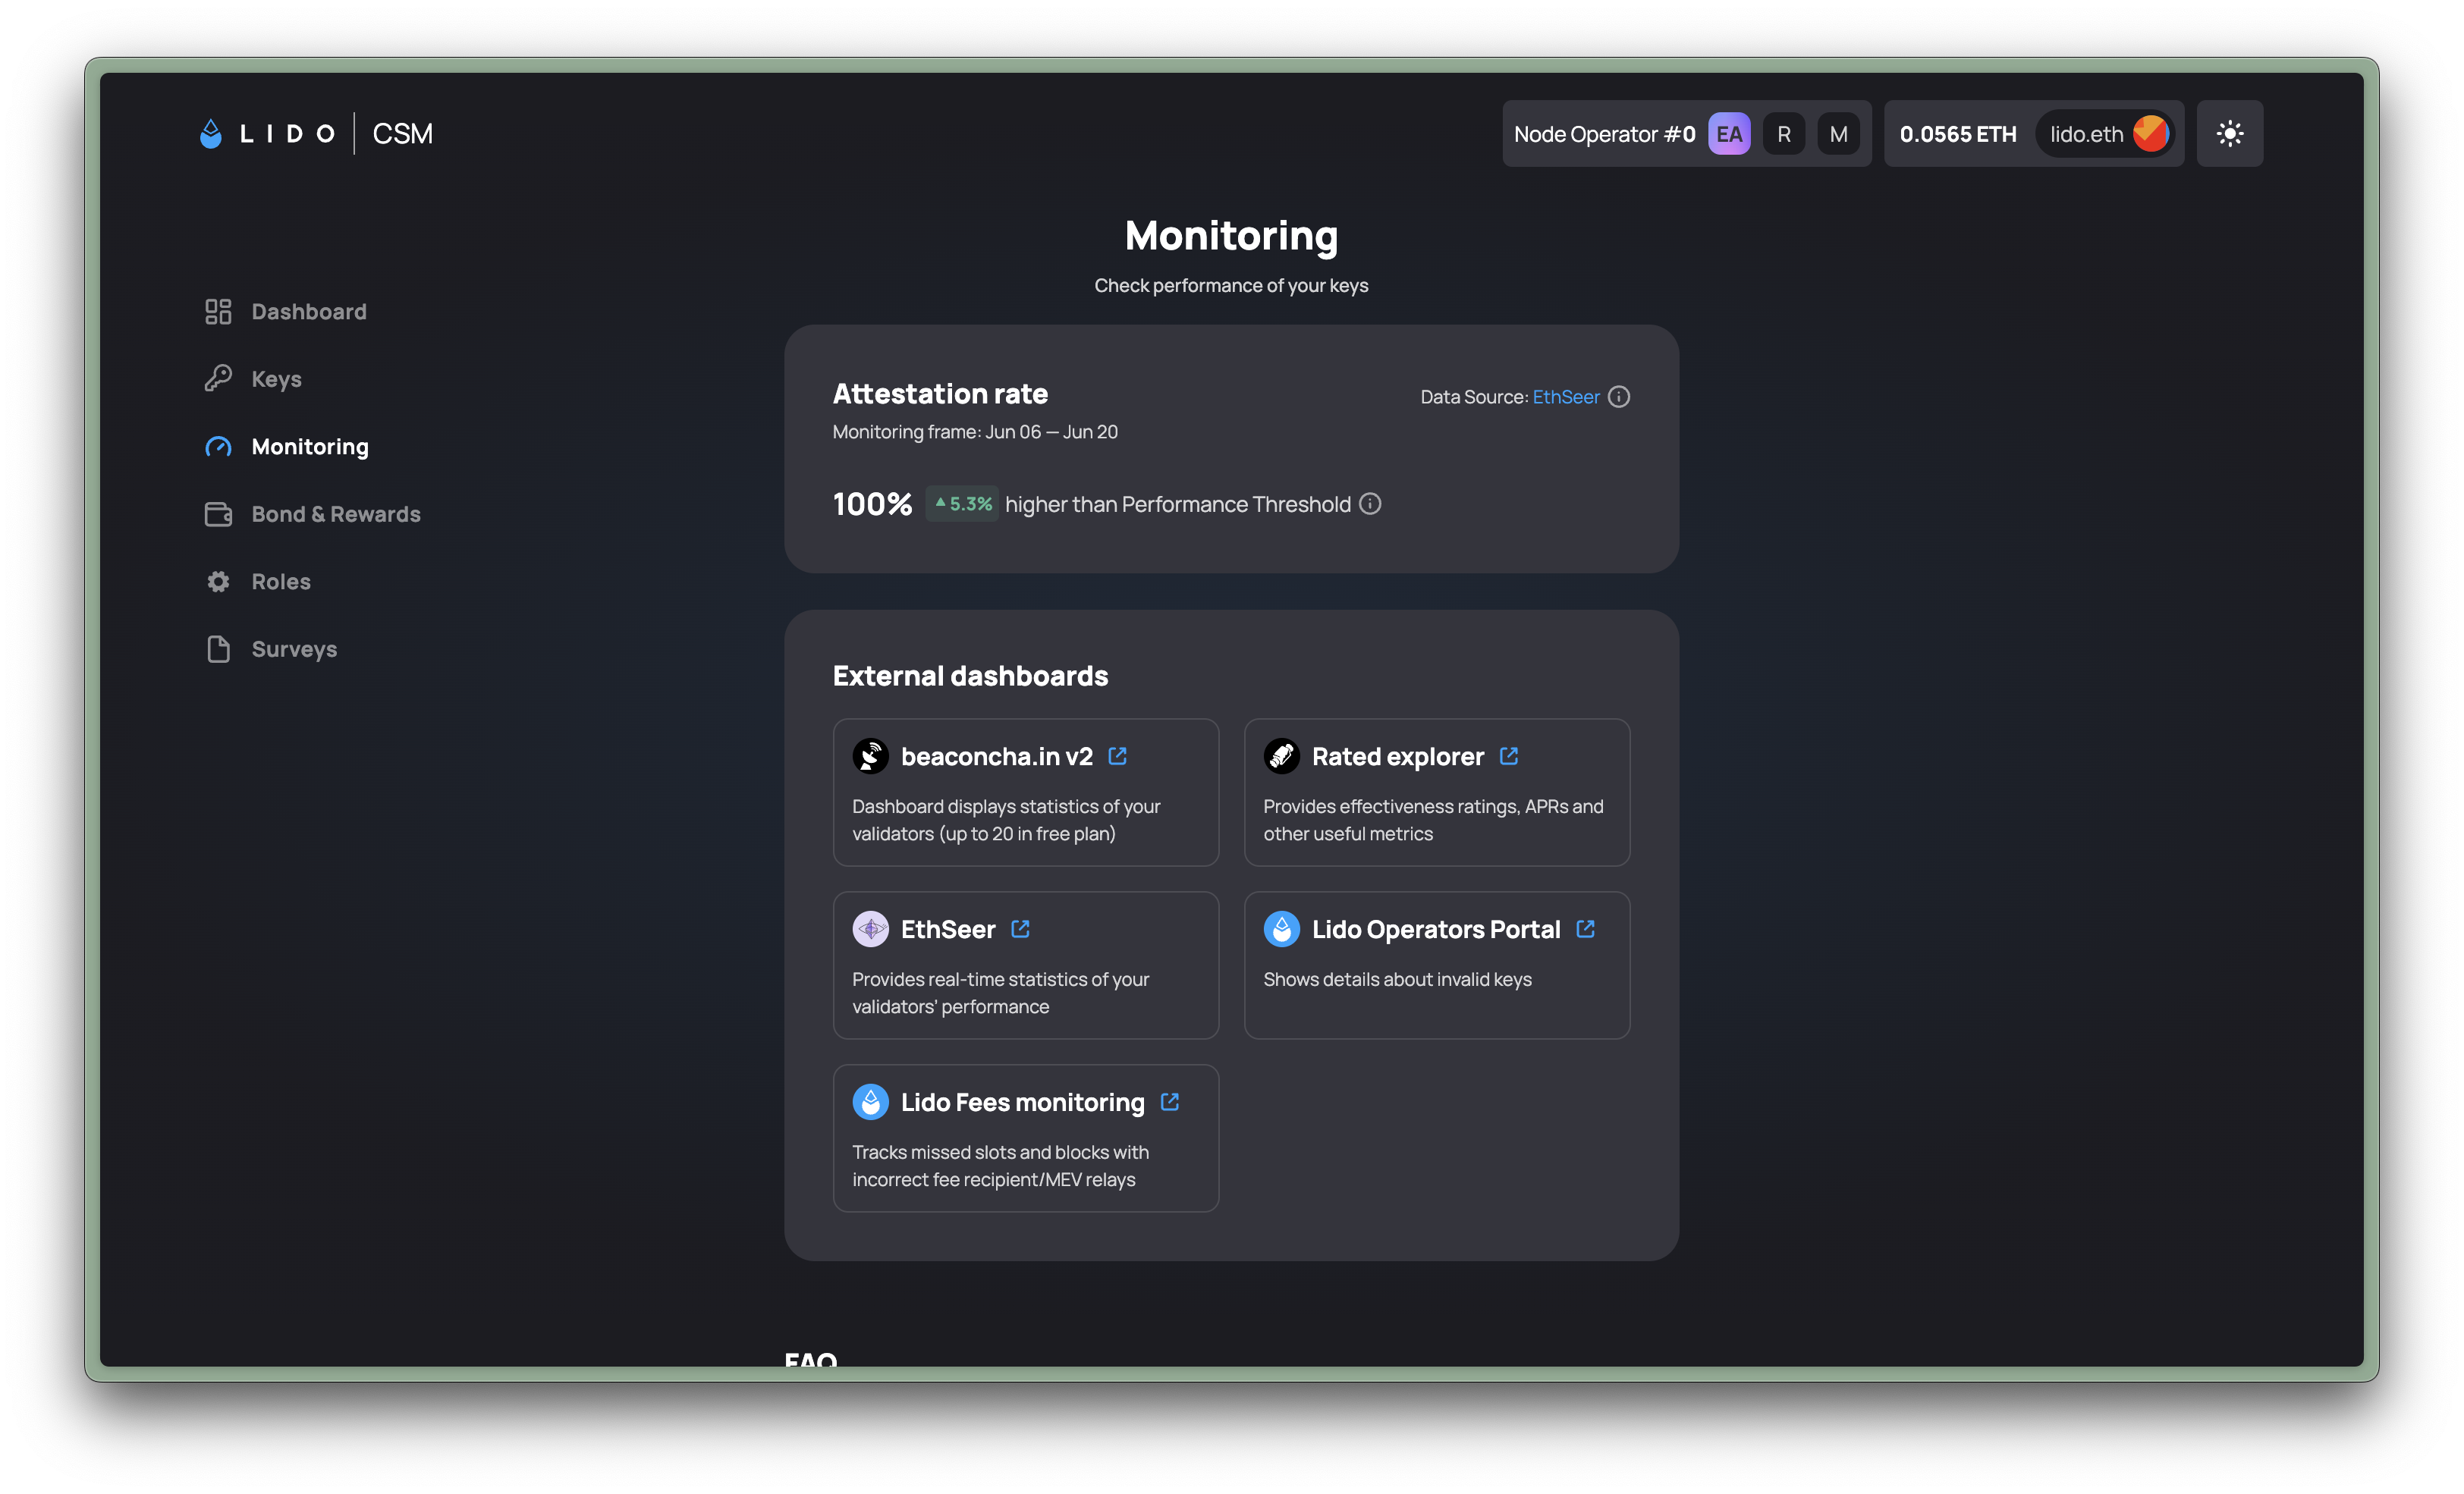 LIDO CSM
Node Operator #0 EA R M
0.0565 ETH lido.eth
Monitoring
Check performance of your keys
Dashboard
Keys
Monitoring
Bond & Rewards
Roles
Surveys
Attestation rate
Data Source: EthSeer
Monitoring frame: Jun 06 — Jun 20
100% 5.3% higher than Performance Threshold
External dashboards
beaconcha.in v2
Dashboard displays statistics of your
validators (up to 20 in free plan)
Rated explorer
Provides effectiveness ratings, APRs and
other useful metrics
EthSeer
Provides real-time statistics of your
validators' performance
Lido Operators Portal
Shows details about invalid keys
Lido Fees monitoring
Tracks missed slots and blocks with
incorrect fee recipient/MEV relays
FAQ